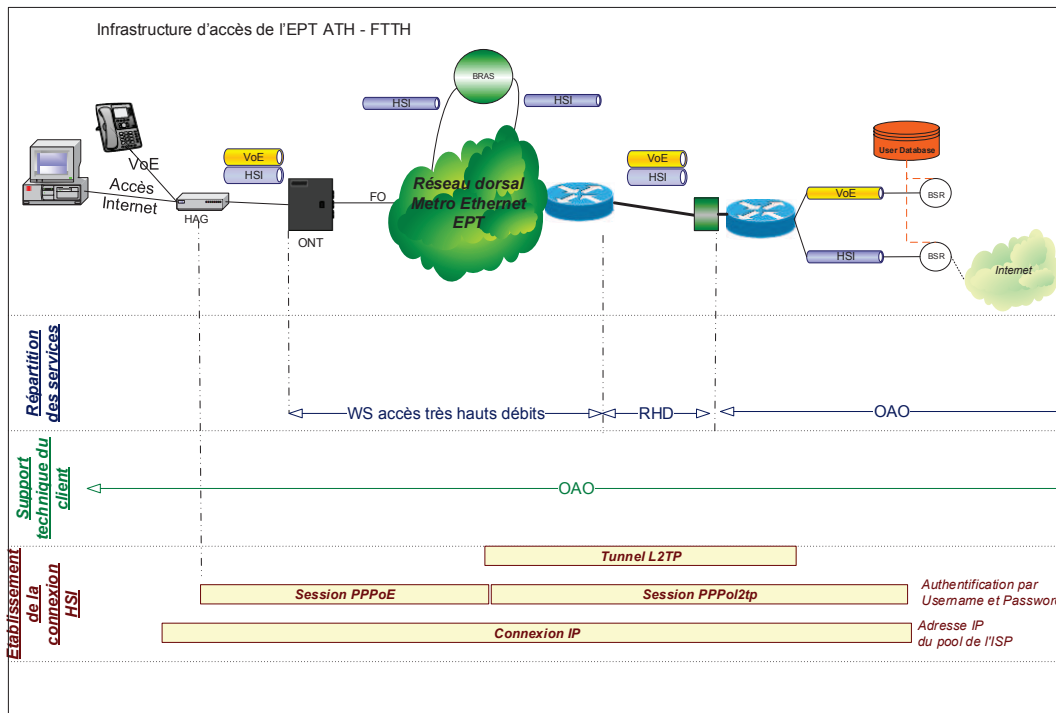 Infrastructure d'accès de l'EPT ATH - FTTH
BRAS
HSI
HSI
VoE
Accès
Internet
HAG
VoE
HSI
ONT
FO
Réseau dorsal
Metro Ethernet
EPT
VoE
HSI
User Database
VoE
BSR
HSI
BSR
Internet
Répartition
des services
WS accès très hauts débits
RHD
OAO
Support
technique du
client
OAO
Etablissement
de la
connexion
HSI
Tunnel L2TP
Session PPPoE
Session PPPol2tp
Authentification par
Username et Password
Connexion IP
Adresse IP
du pool de l'ISP